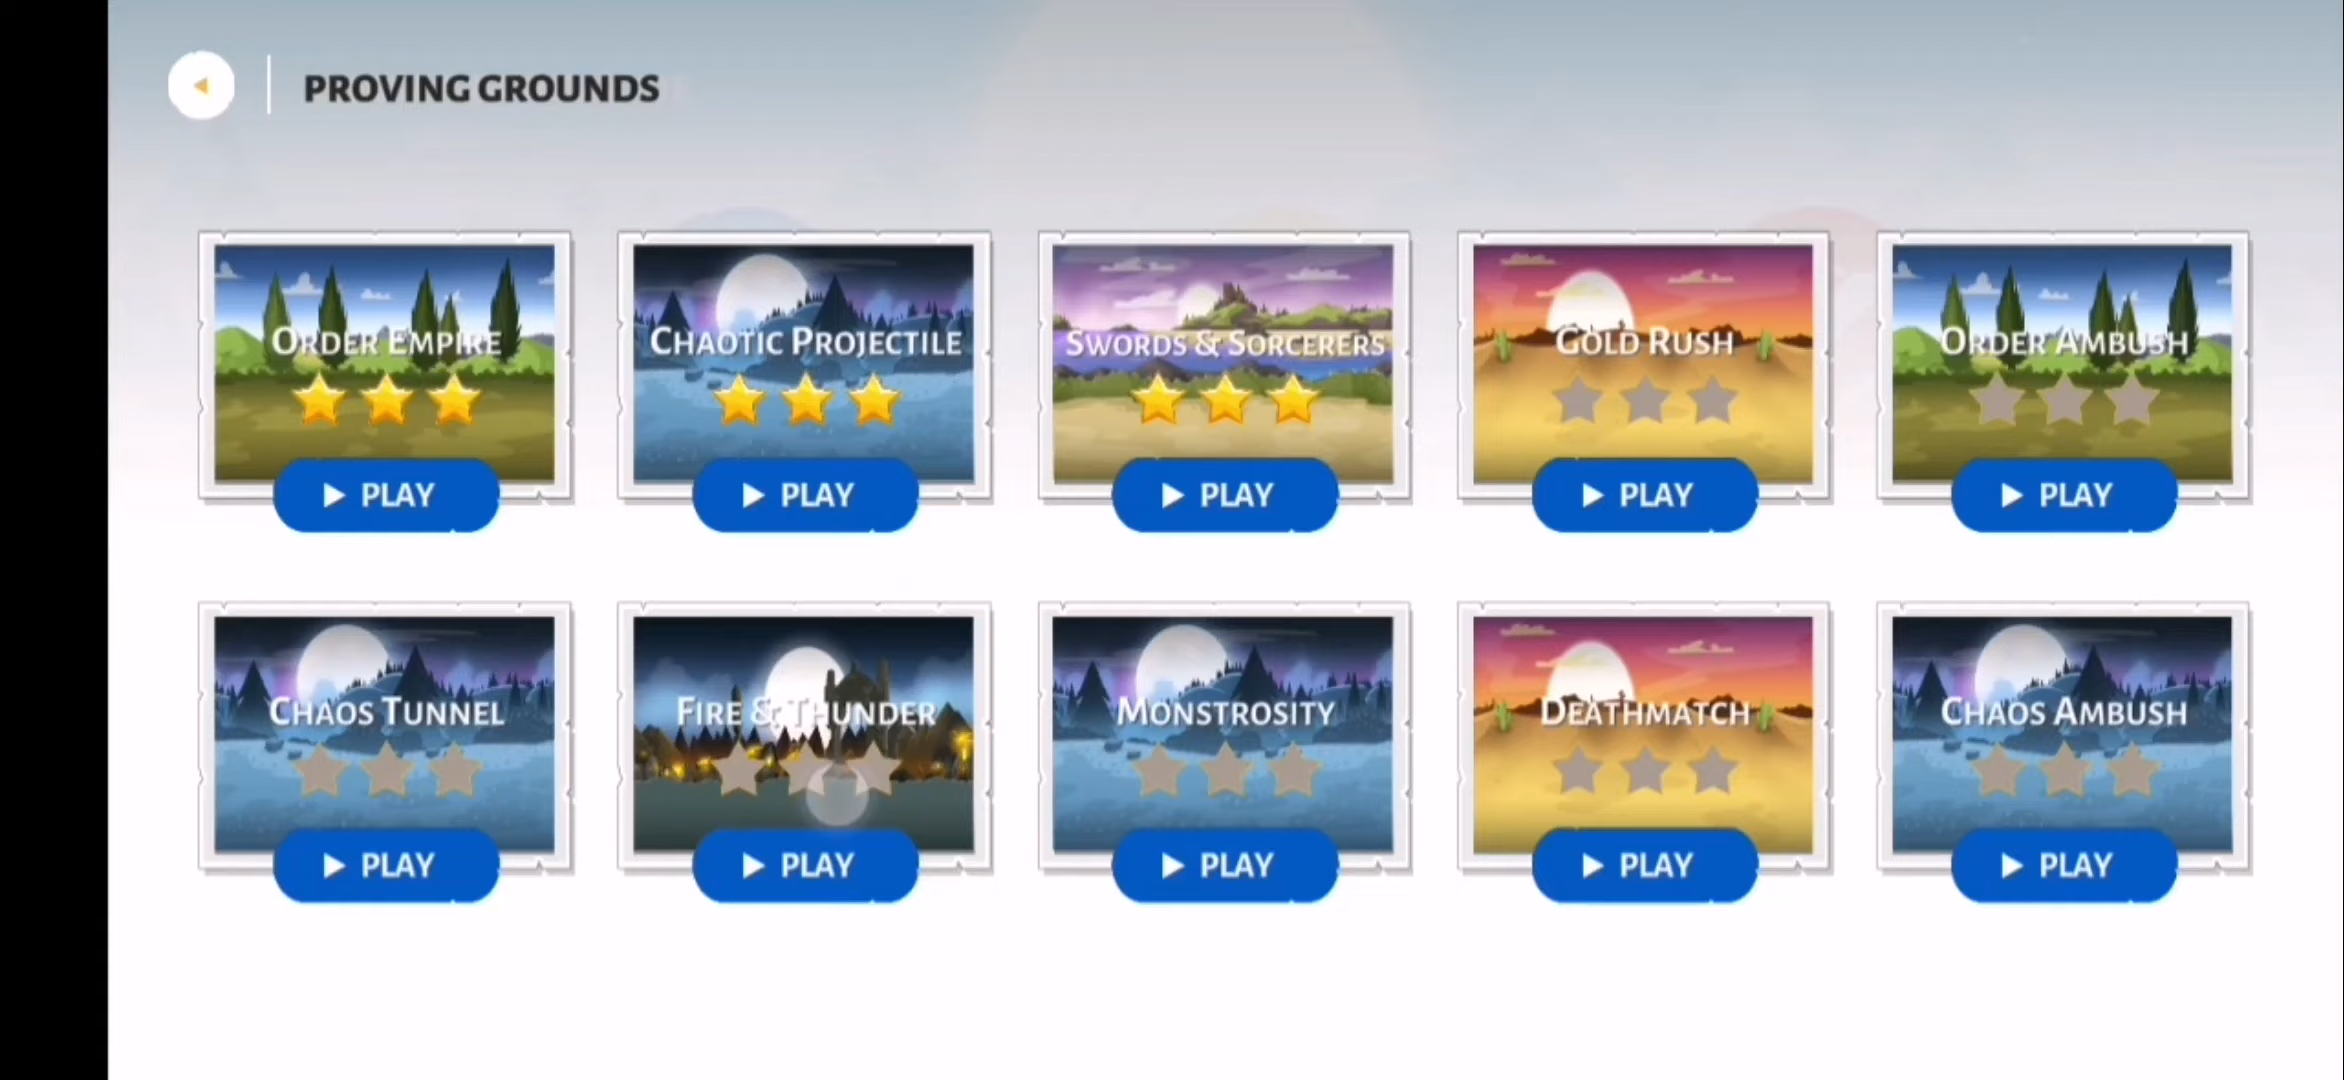 PROVING GROUNDS
ORDER EMPIRE
CHAOTIC PROJECTILE
SWORDS & SORCERERS
GOLD RUSH
ORDER AMBUSH
PLAY
PLAY
PLAY
PLAY
PLAY
CHAOS TUNNEL
FIRE & THUNDER
MONSTROSITY
DEATHMATCH
CHAOS AMBUSH
PLAY
PLAY
PLAY
PLAY
PLAY